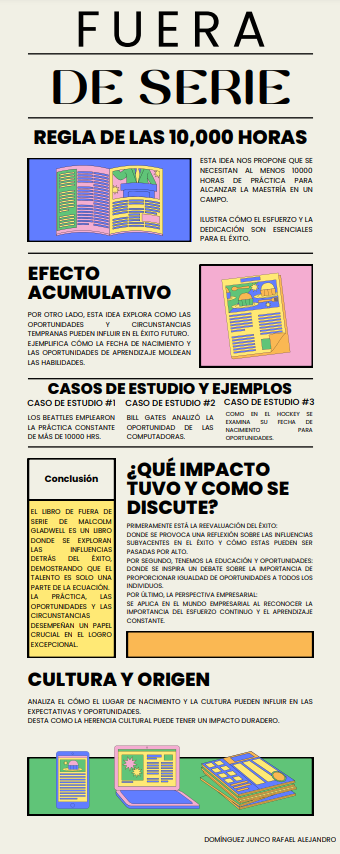 FUERA
DE SERIE
REGLA DE LAS 10,000 HORAS
ESTA IDEA NOS PROPONE QUE SE
NECESITAN AL MENOS 10000
HORAS DE PRÁCTICA PARA
ALCANZAR LA MAESTRÍA EN UN
CAMPO.
ILUSTRA CÓMO EL ESFUERZO Y LA
DEDICACIÓN SON ESENCIALES
PARA EL ÉXITO.
EFECTO
ACUMULATIVO
POR OTRO LADO, ESTA IDEA EXPLORA COMO LAS
OPORTUNIDADES Y CIRCUNSTANCIAS
TEMPRANAS PUEDEN INFLUIR EN EL ÉXITO FUTURO.
EJEMPLIFICA CÓMO LA FECHA DE NACIMIENTO Y
LAS OPORTUNIDADES DE APRENDIZAJE MOLDEAN
LAS HABILIDADES.
CASOS DE ESTUDIO Y EJEMPLOS
CASO DE ESTUDIO #1
LOS BEATTLES EMPLEARON
LA PRÁCTICA CONSTANTE
DE MÁS DE 10000 HRS.
CASO DE ESTUDIO #2
BILL GATES ANALIZÓ LA
OPORTUNIDAD DE LAS
COMPUTADORAS.
CASO DE ESTUDIO #3
COMO EN EL HOCKEY SE
EXAMINA SU FECHA DE
NACIMIENTO PARA
OPORTUNIDADES.
Conclusión
EL LIBRO DE FUERA DE
SERIE DE MALCOLM
GLADWELL ES UN LIBRO
DONDE SE EXPLORAN
LAS INFLUENCIAS
DETRÁS DEL ÉXITO,
DEMOSTRANDO QUE EL
TALENTO ES SOLO UNA
PARTE DE LA ECUACIÓN.
LA PRÁCTICA, LAS
OPORTUNIDADES Y LAS
CIRCUNSTANCIAS
DESEMPEÑAN UN PAPEL
CRUCIAL EN EL LOGRO
EXCEPCIONAL.
¿QUÉ IMPACTO
TUVO Y COMO SE
DISCUTE?
PRIMERAMENTE ESTÁ LA REEVALUACIÓN DEL ÉXITO:
DONDE SE PROVOCA UNA REFLEXIÓN SOBRE LAS INFLUENCIAS
SUBYACENTES EN EL ÉXITO Y CÓMO ESTAS PUEDEN SER
PASADAS POR ALTO.
POR SEGUNDO, TENEMOS LA EDUCACIÓN Y OPORTUNIDADES:
DONDE SE INSPIRA UN DEBATE SOBRE LA IMPORTANCIA DE
PROPORCIONAR IGUALDAD DE OPORTUNIDADES A TODOS LOS
INDIVIDUOS.
POR ÚLTIMO, LA PERSPECTIVA EMPRESARIAL:
SE APLICA EN EL MUNDO EMPRESARIAL AL RECONOCER LA
IMPORTANCIA DEL ESFUERZO CONTINUO Y EL APRENDIZAJE
CONSTANTE.
CULTURA Y ORIGEN
ANALIZA EL CÓMO EL LUGAR DE NACIMIENTO Y LA CULTURA PUEDEN INFLUIR EN LAS
EXPECTATIVAS Y OPORTUNIDADES.
DESTA COMO LA HERENCIA CULTURAL PUEDE TENER UN IMPACTO DURADERO.
DOMÍNGUEZ JUNCO RAFAEL ALEJANDRO